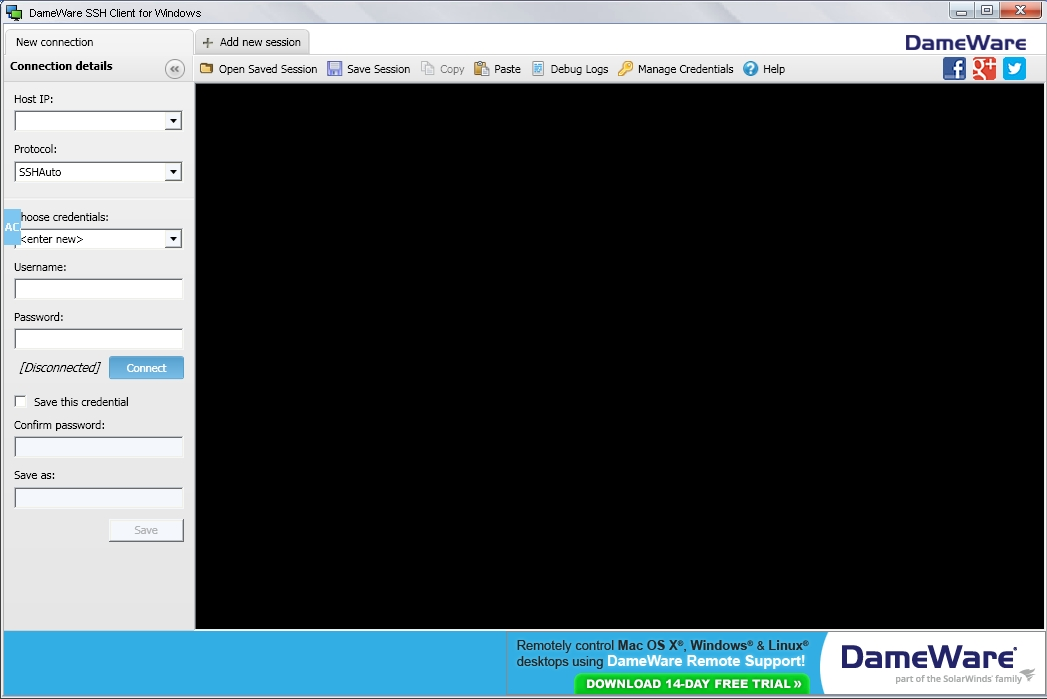 DameWare SSH Client for Windows
New connection
Add new session
DameWare
Connection details
Open Saved Session
Save Session
Copy
Paste
Debug Logs
Manage Credentials
Help
Host IP:
Protocol:
SSHAuto
AC
hoose credentials:
<enter new>
Username:
Password:
[Disconnected]
Connect
Save this credential
Confirm password:
Save as:
Save
Remotely control Mac OS X®, Windows® & Linux®
desktops using DameWare Remote Support!
DOWNLOAD 14-DAY FREE TRIAL »
DameWare
part of the SolarWinds family